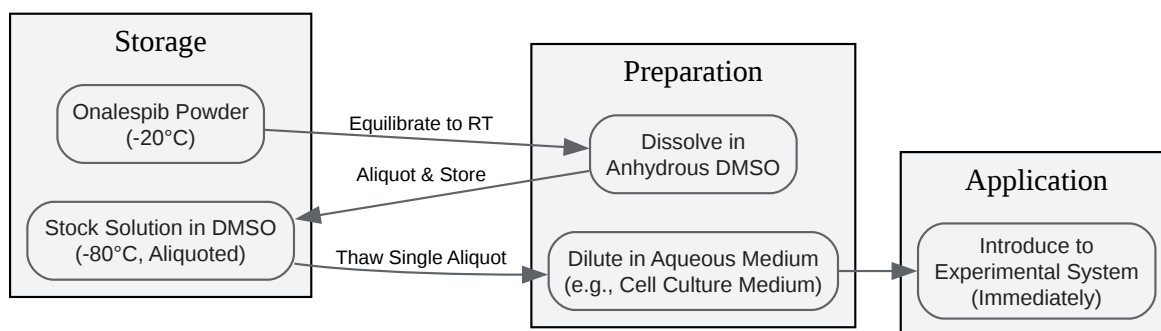 Storage
Onalespib Powder
(-20°C)
Stock Solution in DMSO
(-80°C, Aliquoted)
Equilibrate to RT
Aliquot & Store
Thaw Single Aliquot
Preparation
Dissolve in
Anhydrous DMSO
Dilute in Aqueous Medium
(e.g., Cell Culture Medium)
Application
Introduce to
Experimental System
(Immediately)